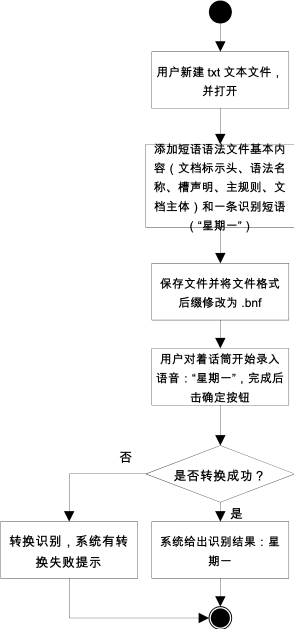 用户新建 txt 文本文件，
并打开
添加短语语法文件基本内
容（文档标示头、语法名
称、槽声明、主规则、文
档主体）和一条识别短语
（“星期一”）
保存文件并将文件格式
后缀修改为 .bnf
用户对着话筒开始录入
语音：“星期一”，完成后
击确定按钮
是否转换成功？
否
是
转换识别，系统有转
换失败提示
系统给出识别结果：星
期一